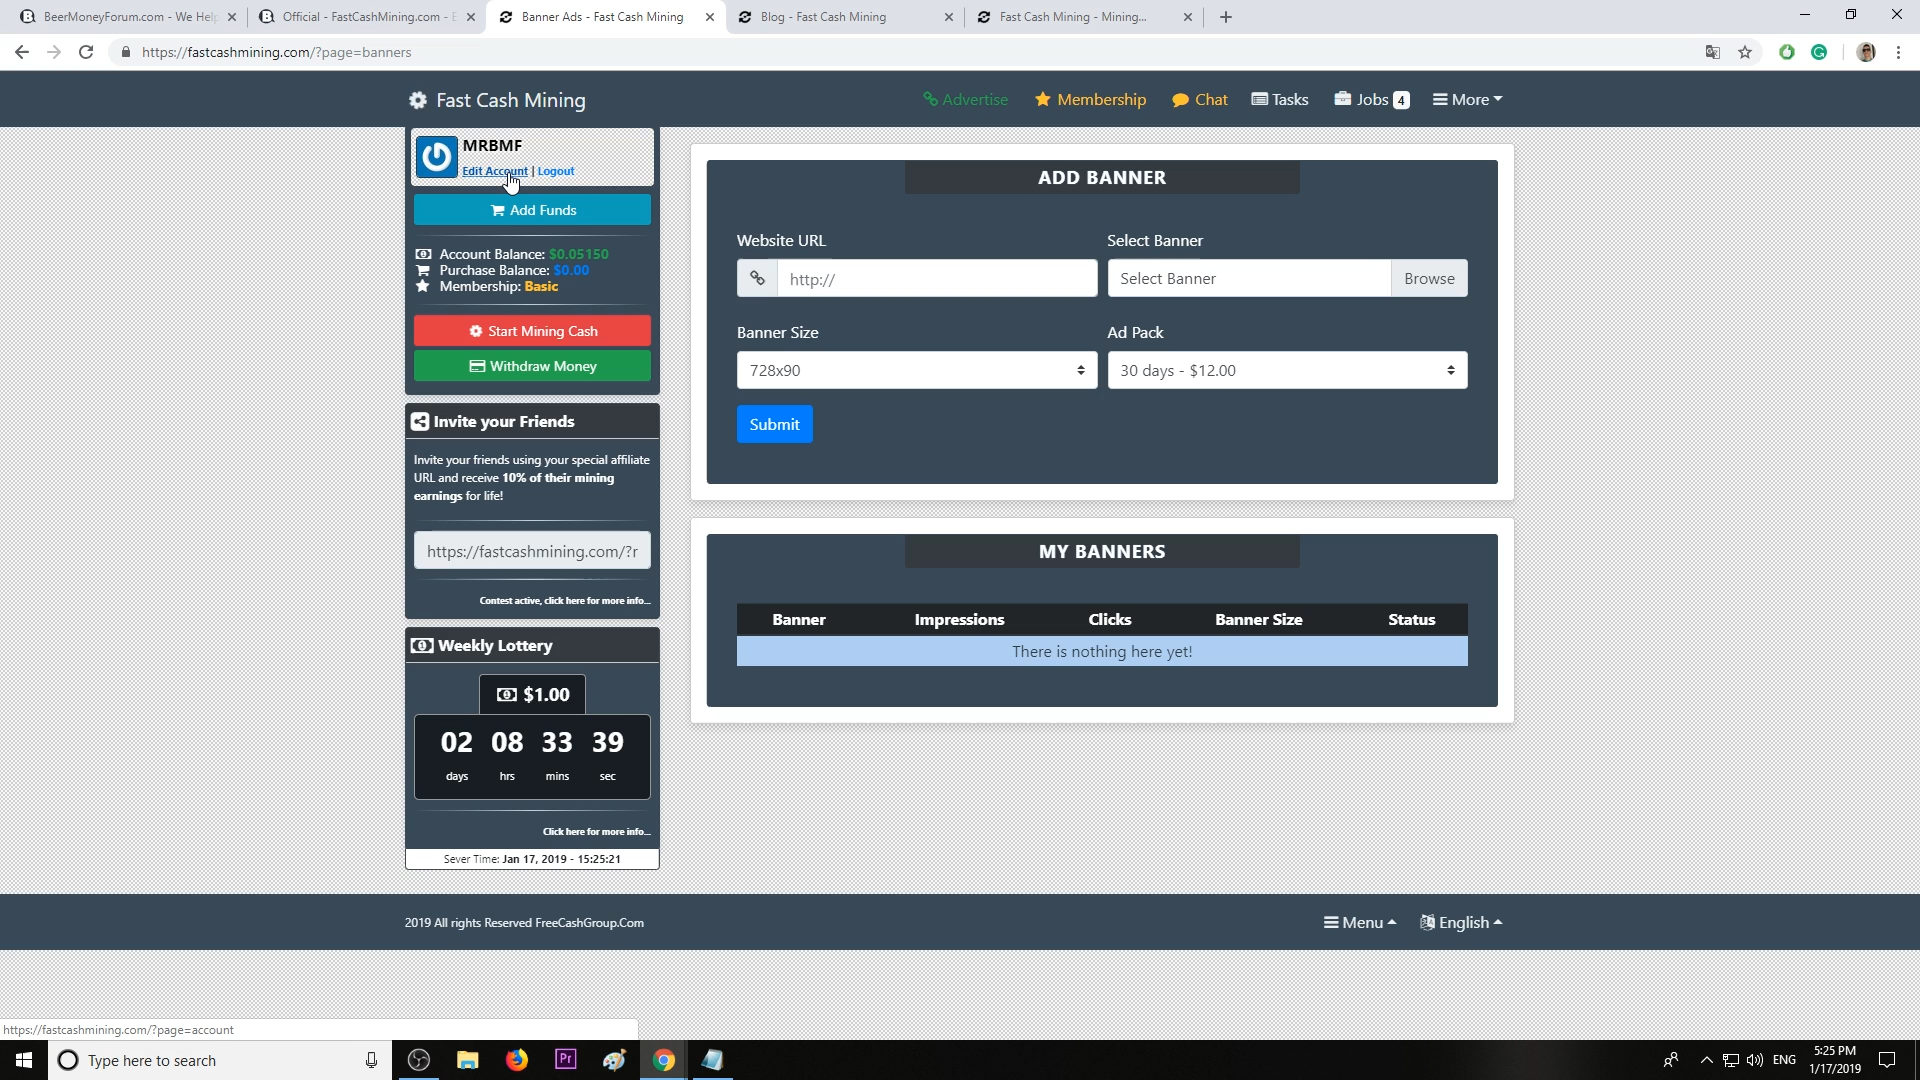 BeerMoneyForum.com - We Help
Official - FastCashMining.com - E
Banner Ads - Fast Cash Mining
Blog - Fast Cash Mining
Fast Cash Mining - Mining...
https://fastcashmining.com/?page=banners
Fast Cash Mining
Advertise
Membership
Chat
Tasks
Jobs 4
More
MRBMF
Edit Account | Logout
Add Funds
Account Balance: $0.05150
Purchase Balance: $0.00
Membership: Basic
Start Mining Cash
Withdraw Money
Invite your Friends
Invite your friends using your special affiliate
URL and receive 10% of their mining
earnings for life!
https://fastcashmining.com/?r
Contest active, click here for more info...
Weekly Lottery
$1.00
02 08 33 39
days hrs mins sec
Click here for more info...
Sever Time: Jan 17, 2019 - 15:25:21
ADD BANNER
Website URL
http://
Select Banner
Select Banner Browse
Banner Size
728x90
Ad Pack
30 days - $12.00
Submit
MY BANNERS
Banner Impressions Clicks Banner Size Status
There is nothing here yet!
2019 All rights Reserved FreeCashGroup.Com
Menu
English
https://fastcashmining.com/?page=account
Type here to search
Pr
ENG
5:25 PM
1/17/2019